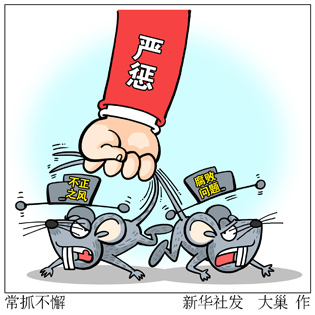 严惩
不正
之风
腐败
问题
常抓不懈
新华社发 大巢 作